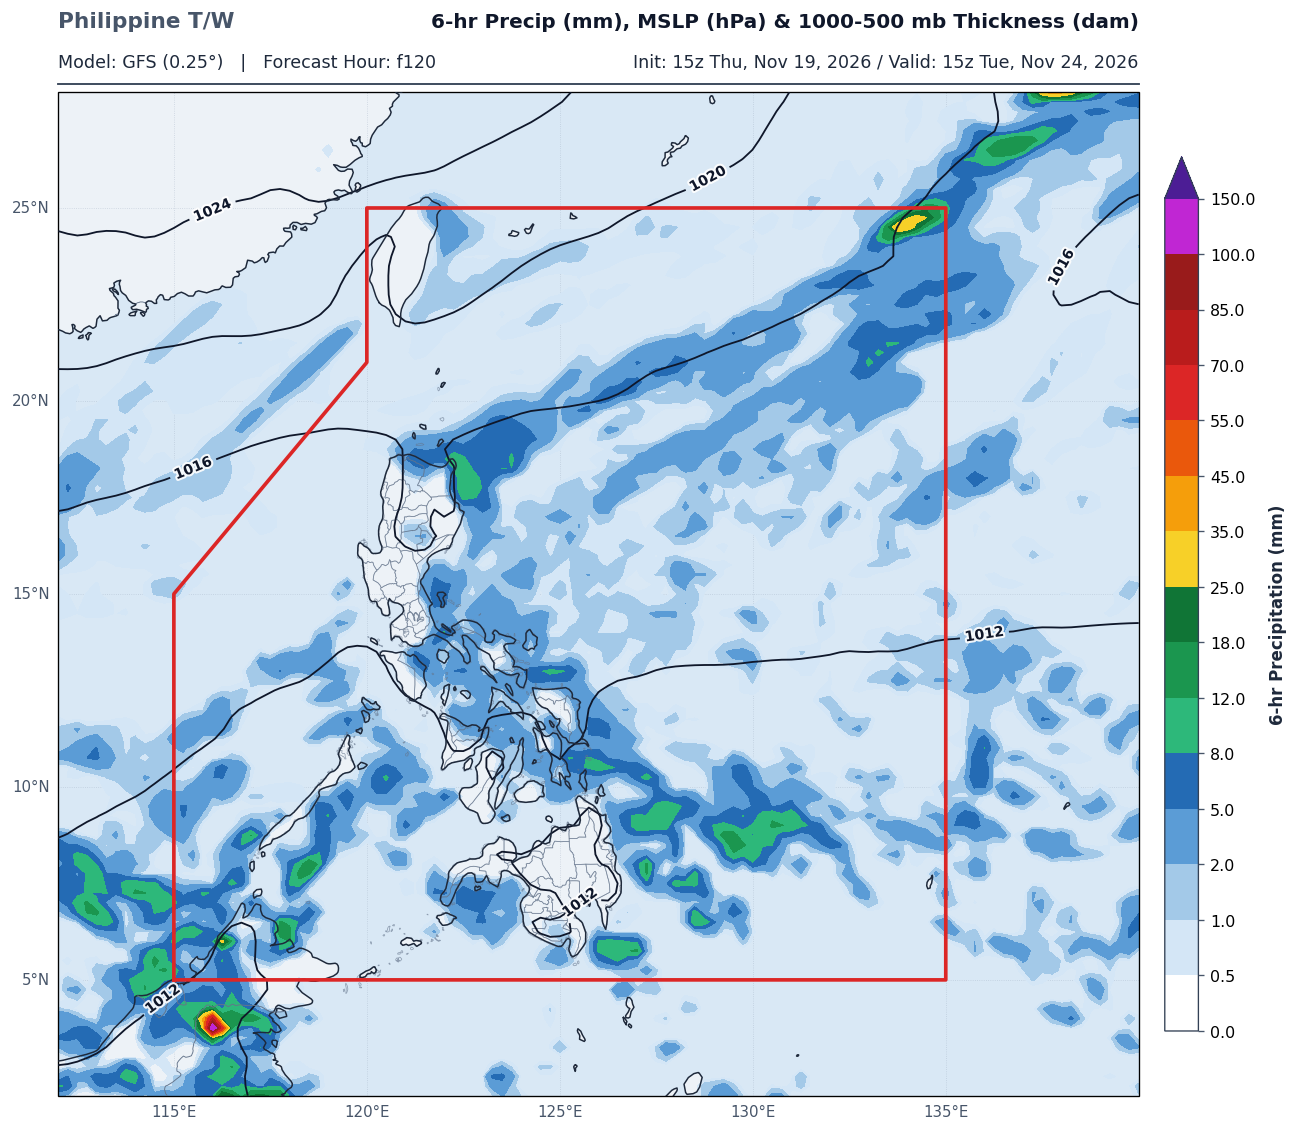 Philippine T/W
6-hr Precip (mm), MSLP (hPa) & 1000-500 mb Thickness (dam)
Model: GFS (0.25°) | Forecast Hour: f120
Init: 15z Thu, Nov 19, 2026 / Valid: 15z Tue, Nov 24, 2026
1024
1020
1016
1016
1012
1012
1012
25°N
20°N
15°N
10°N
5°N
115°E
120°E
125°E
130°E
135°E
150.0
100.0
85.0
70.0
55.0
45.0
35.0
25.0
18.0
12.0
8.0
5.0
2.0
1.0
0.5
0.0
6-hr Precipitation (mm)